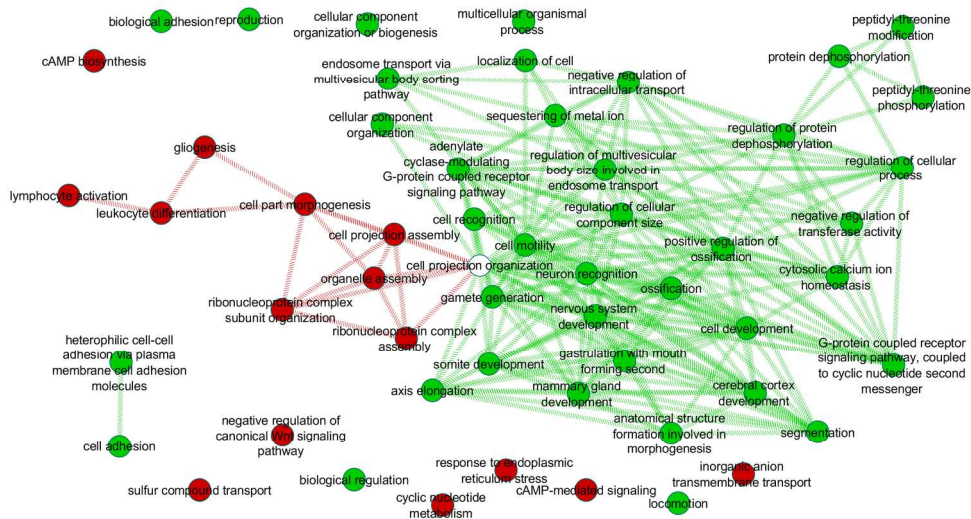 biological adhesion
reproduction
cellular component
organization or biogenesis
multicellular organismal
process
peptidyl-threonine
modification
cAMP biosynthesis
endosome transport via
multivesicular body sorting
pathway
localization of cell
negative regulation of
intracellular transport
protein dephosphorylation
peptidyl-threonine
phosphorylation
cellular component
organization
sequestering of metal ion
regulation of protein
dephosphorylation
gliogenesis
adenylate
cyclase-modulating
G-protein coupled receptor
signaling pathway
regulation of multivesicular
body size involved in
endosome transport
regulation of cellular
process
lymphocyte activation
leukocyte differentiation
cell part morphogenesis
cell recognition
regulation of cellular
component size
negative regulation of
transferase activity
cell projection assembly
cell motility
positive regulation of
ossification
cell projection organization
neuron recognition
cytosolic calcium ion
homeostasis
organelle assembly
ossification
ribonucleoprotein complex
subunit organization
gamete generation
nervous system
development
cell development
ribonucleoprotein complex
assembly
heterophilic cell-cell
adhesion via plasma
membrane cell adhesion
molecules
somite development
gastrulation with mouth
forming second
G-protein coupled receptor
signaling pathway, coupled
to cyclic nucleotide second
messenger
axis elongation
mammary gland
development
cerebral cortex
development
cell adhesion
negative regulation of
canonical Wnt signaling
pathway
anatomical structure
formation involved in
morphogenesis
segmentation
sulfur compound transport
biological regulation
response to endoplasmic
reticulum stress
cyclic nucleotide
metabolism
cAMP-mediated signaling
inorganic anion
transmembrane transport
locomotion